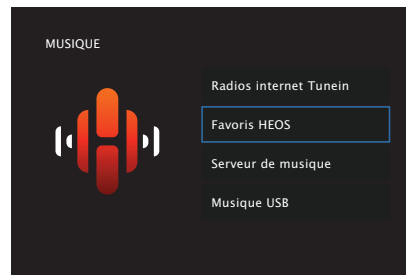 MUSIQUE
Radios internet Tunein
Favoris HEOS
Serveur de musique
Musique USB